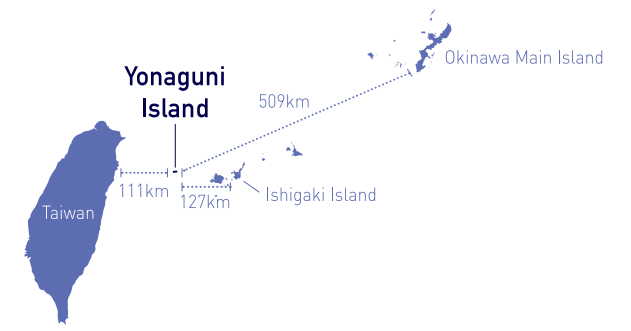 Okinawa Main Island
Yonaguni
Island
509km
111km
127km
Ishigaki Island
Taiwan